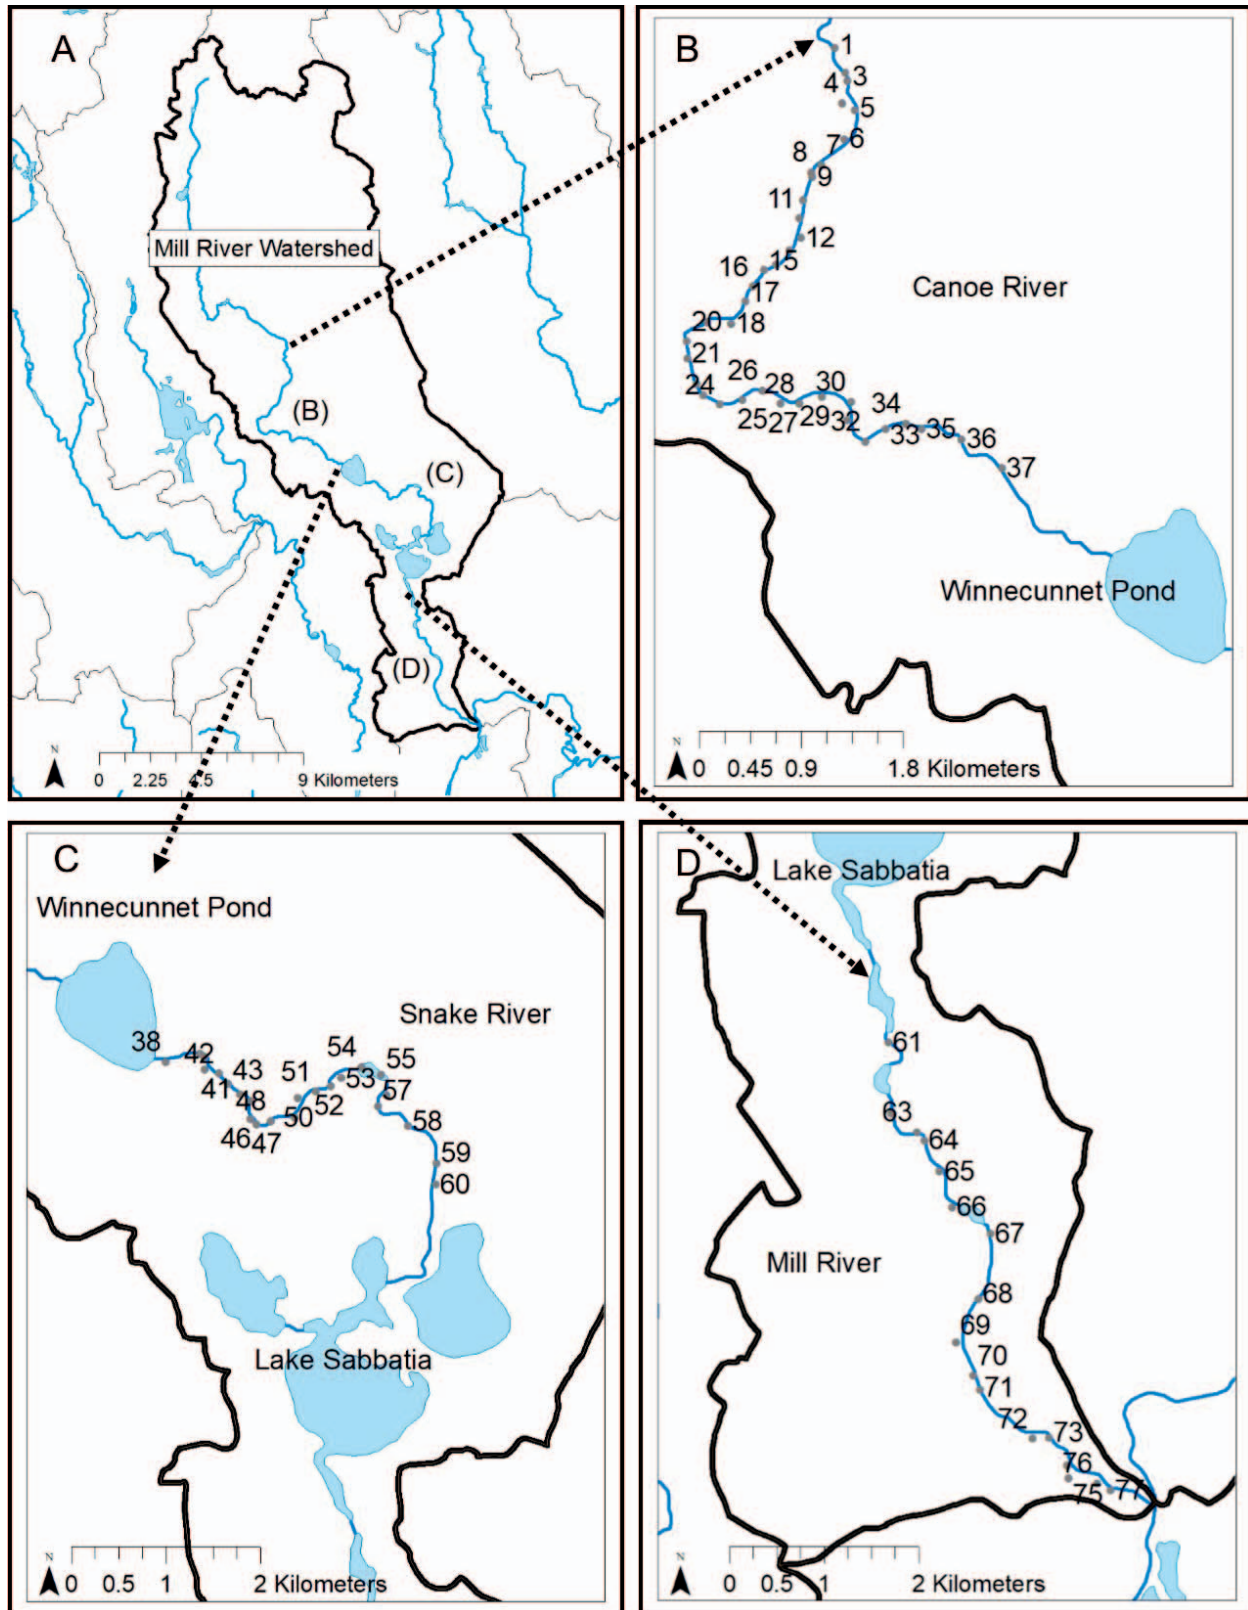 A
Mill River Watershed
(B)
(C)
(D)
N
0 2.25 4.5 9 Kilometers
B
1
3
4
5
6
7
8
9
11
12
15
16
17
18
20
21
24
26
28
30
25
27
29
32
34
33
35
36
37
Canoe River
Winnecunnet Pond
N
0 0.45 0.9 1.8 Kilometers
C
Winnecunnet Pond
Snake River
38
42
41
43
48
46
47
50
51
52
54
53
55
57
58
59
60
Lake Sabbatia
N
0 0.5 1 2 Kilometers
D
Lake Sabbatia
61
63
64
65
66
67
Mill River
68
69
70
71
72
73
76
75
77
N
0 0.5 1 2 Kilometers